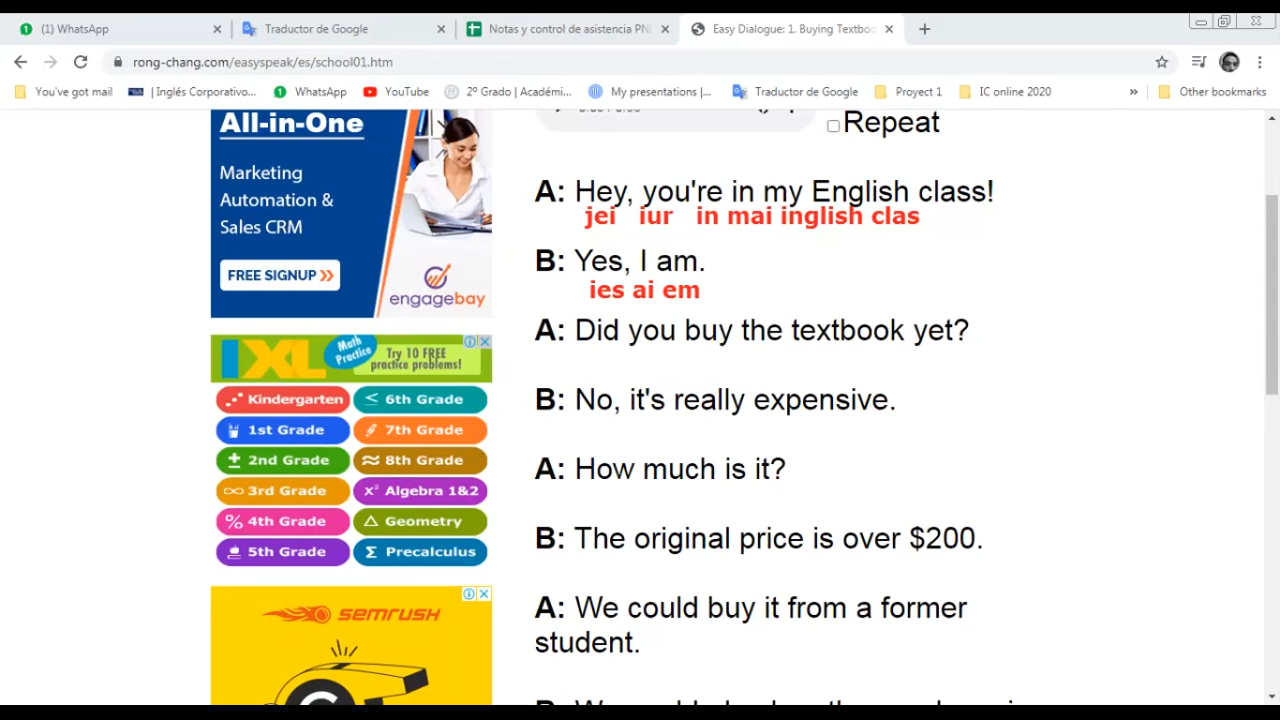 (1) WhatsApp
Traductor de Google
Notas y control de asistencia PN
Easy Dialogue: 1. Buying Textbo
rong-chang.com/easyspeak/es/school01.htm
You've got mail
| Inglés Corporativo...
WhatsApp
YouTube
2º Grado | Académi...
My presentations |...
Traductor de Google
Proyect 1
IC online 2020
»
Other bookmarks
All-in-One
Marketing
Automation &
Sales CRM
FREE SIGNUP »
engagebay
IXL
Math
Practice
Try 10 FREE
practice problems!
Kindergarten
6th Grade
1st Grade
7th Grade
2nd Grade
8th Grade
3rd Grade
x² Algebra 1&2
% 4th Grade
Geometry
5th Grade
Σ Precalculus
semrush
Repeat
A: Hey, you're in my English class!
jei iur in mai inglish clas
B: Yes, I am.
ies ai em
A: Did you buy the textbook yet?
B: No, it's really expensive.
A: How much is it?
B: The original price is over $200.
A: We could buy it from a former
student.